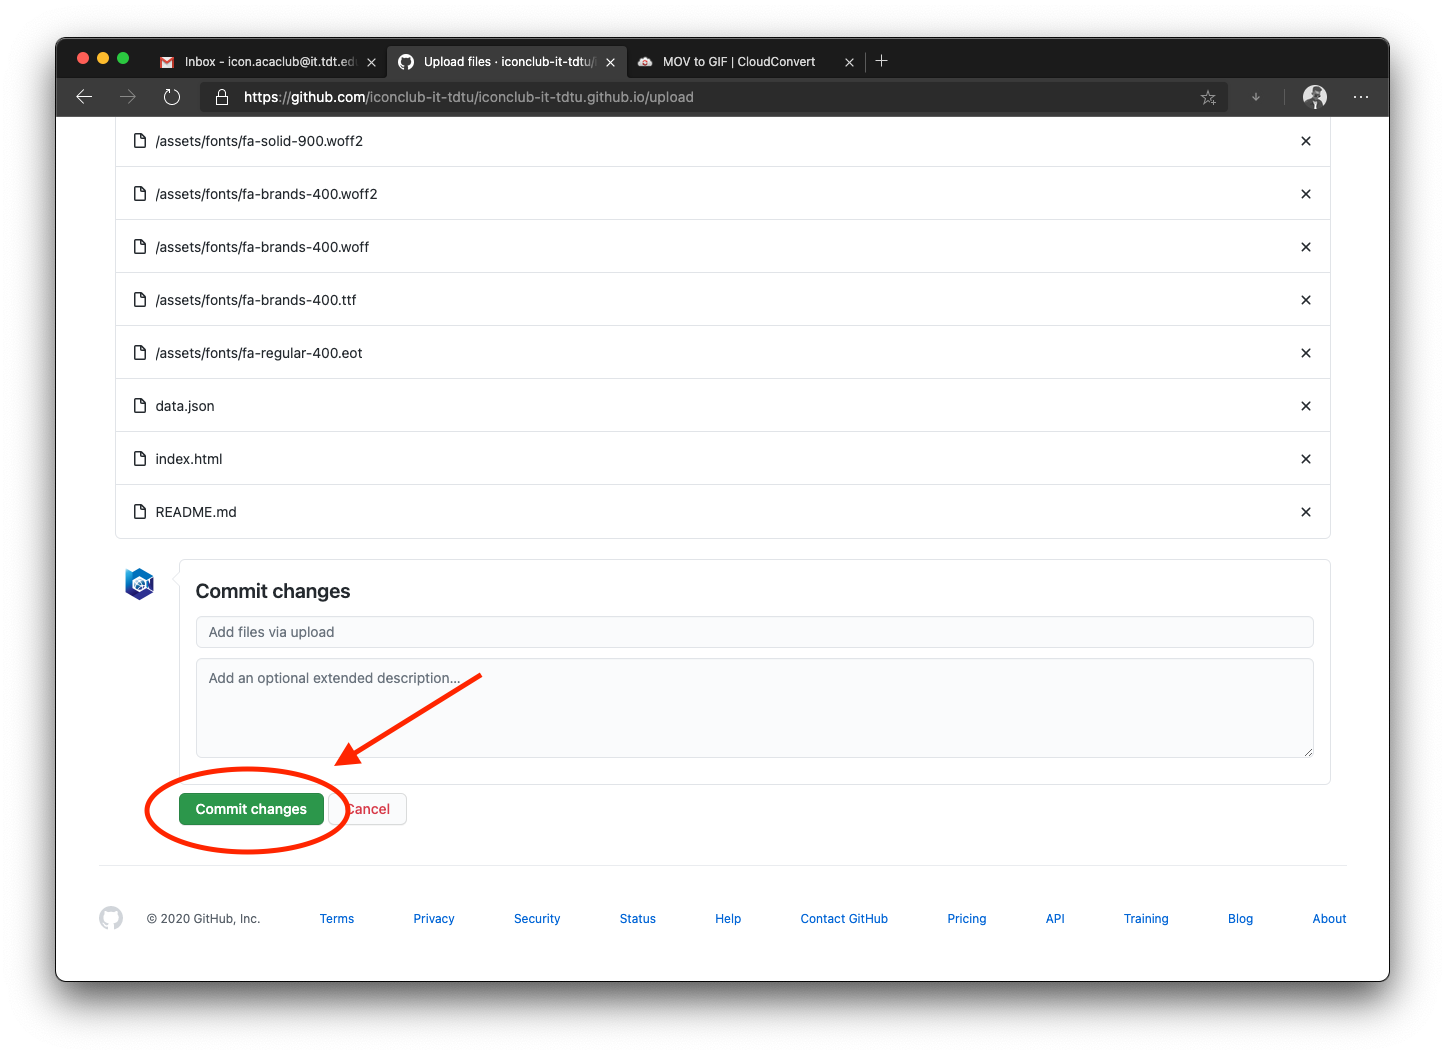 Inbox - icon.acaclub@it.tdt.ed
Upload files · iconclub-it-tdtu/i
MOV to GIF | CloudConvert
https://github.com/iconclub-it-tdtu/iconclub-it-tdtu.github.io/upload
/assets/fonts/fa-solid-900.woff2
/assets/fonts/fa-brands-400.woff2
/assets/fonts/fa-brands-400.woff
/assets/fonts/fa-brands-400.ttf
/assets/fonts/fa-regular-400.eot
data.json
index.html
README.md
Commit changes
Add files via upload
Add an optional extended description...
Commit changes
Cancel
© 2020 GitHub, Inc.
Terms
Privacy
Security
Status
Help
Contact GitHub
Pricing
API
Training
Blog
About